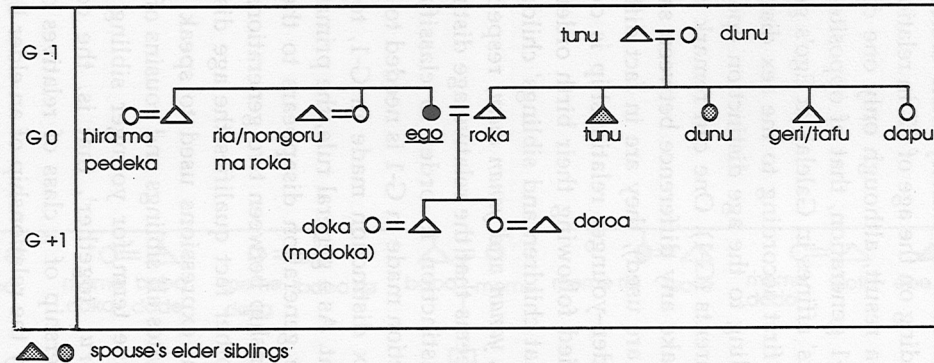 G -1
tunu
dunu
G 0
hira ma pedeka
ria/nongoru ma roka
ego
roka
tunu
dunu
geri/tafu
dapu
G +1
doka (modoka)
doroa
spouse's elder siblings